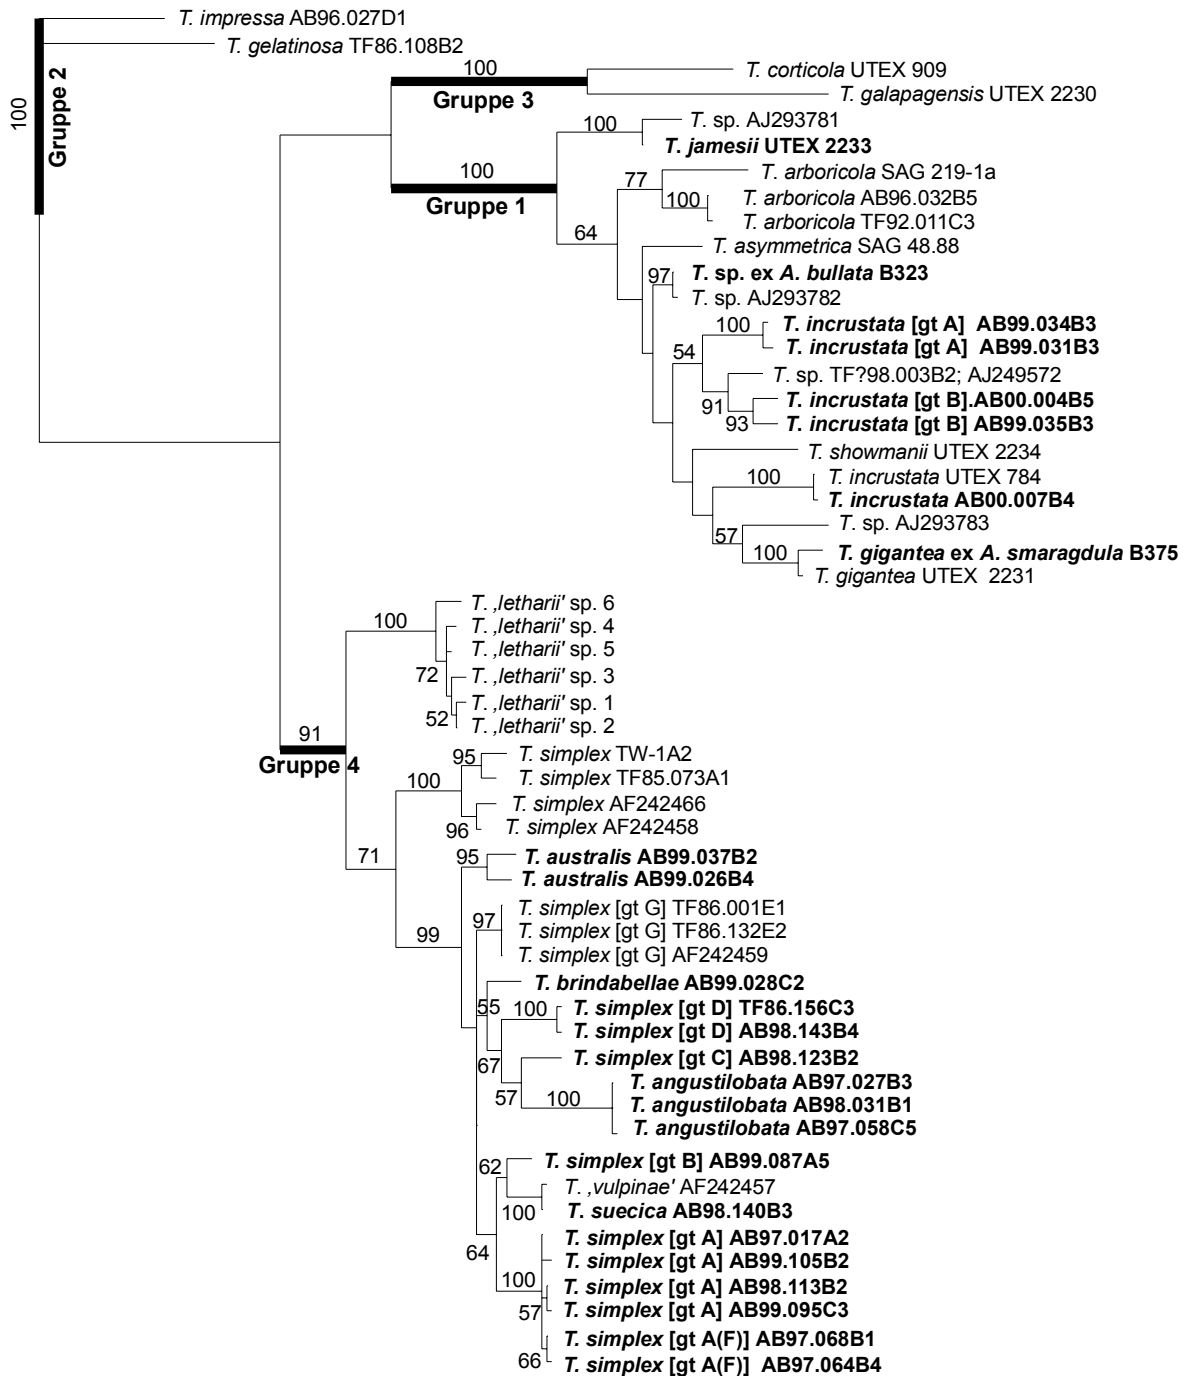 T. impressa AB96.027D1
T. gelatinosa TF86.108B2
100
Gruppe 2
100
Gruppe 3
T. corticola UTEX 909
T. galapagensis UTEX 2230
100
Gruppe 1
100
T. sp. AJ293781
T. jamesii UTEX 2233
64
77
T. arboricola SAG 219-1a
100
T. arboricola AB96.032B5
T. arboricola TF92.011C3
T. asymmetrica SAG 48.88
97
T. sp. ex A. bullata B323
T. sp. AJ293782
54
100
T. incrustata [gt A] AB99.034B3
T. incrustata [gt A] AB99.031B3
T. sp. TF?98.003B2; AJ249572
91
93
T. incrustata [gt B].AB00.004B5
T. incrustata [gt B] AB99.035B3
T. showmanii UTEX 2234
100
T. incrustata UTEX 784
T. incrustata AB00.007B4
57
T. sp. AJ293783
100
T. gigantea ex A. smaragdula B375
T. gigantea UTEX 2231
91
Gruppe 4
100
T. ‚letharii' sp. 6
T. ‚letharii' sp. 4
T. ‚letharii' sp. 5
72
T. ‚letharii' sp. 3
T. ‚letharii' sp. 1
52
T. ‚letharii' sp. 2
71
100
95
T. simplex TW-1A2
T. simplex TF85.073A1
T. simplex AF242466
96
T. simplex AF242458
99
95
T. australis AB99.037B2
T. australis AB99.026B4
97
T. simplex [gt G] TF86.001E1
T. simplex [gt G] TF86.132E2
T. simplex [gt G] AF242459
T. brindabellae AB99.028C2
55
100
T. simplex [gt D] TF86.156C3
T. simplex [gt D] AB98.143B4
67
T. simplex [gt C] AB98.123B2
57
100
T. angustilobata AB97.027B3
T. angustilobata AB98.031B1
T. angustilobata AB97.058C5
64
62
T. simplex [gt B] AB99.087A5
T. ‚vulpinae' AF242457
100
T. suecica AB98.140B3
100
T. simplex [gt A] AB97.017A2
T. simplex [gt A] AB99.105B2
T. simplex [gt A] AB98.113B2
57
T. simplex [gt A] AB99.095C3
T. simplex [gt A(F)] AB97.068B1
66
T. simplex [gt A(F)] AB97.064B4